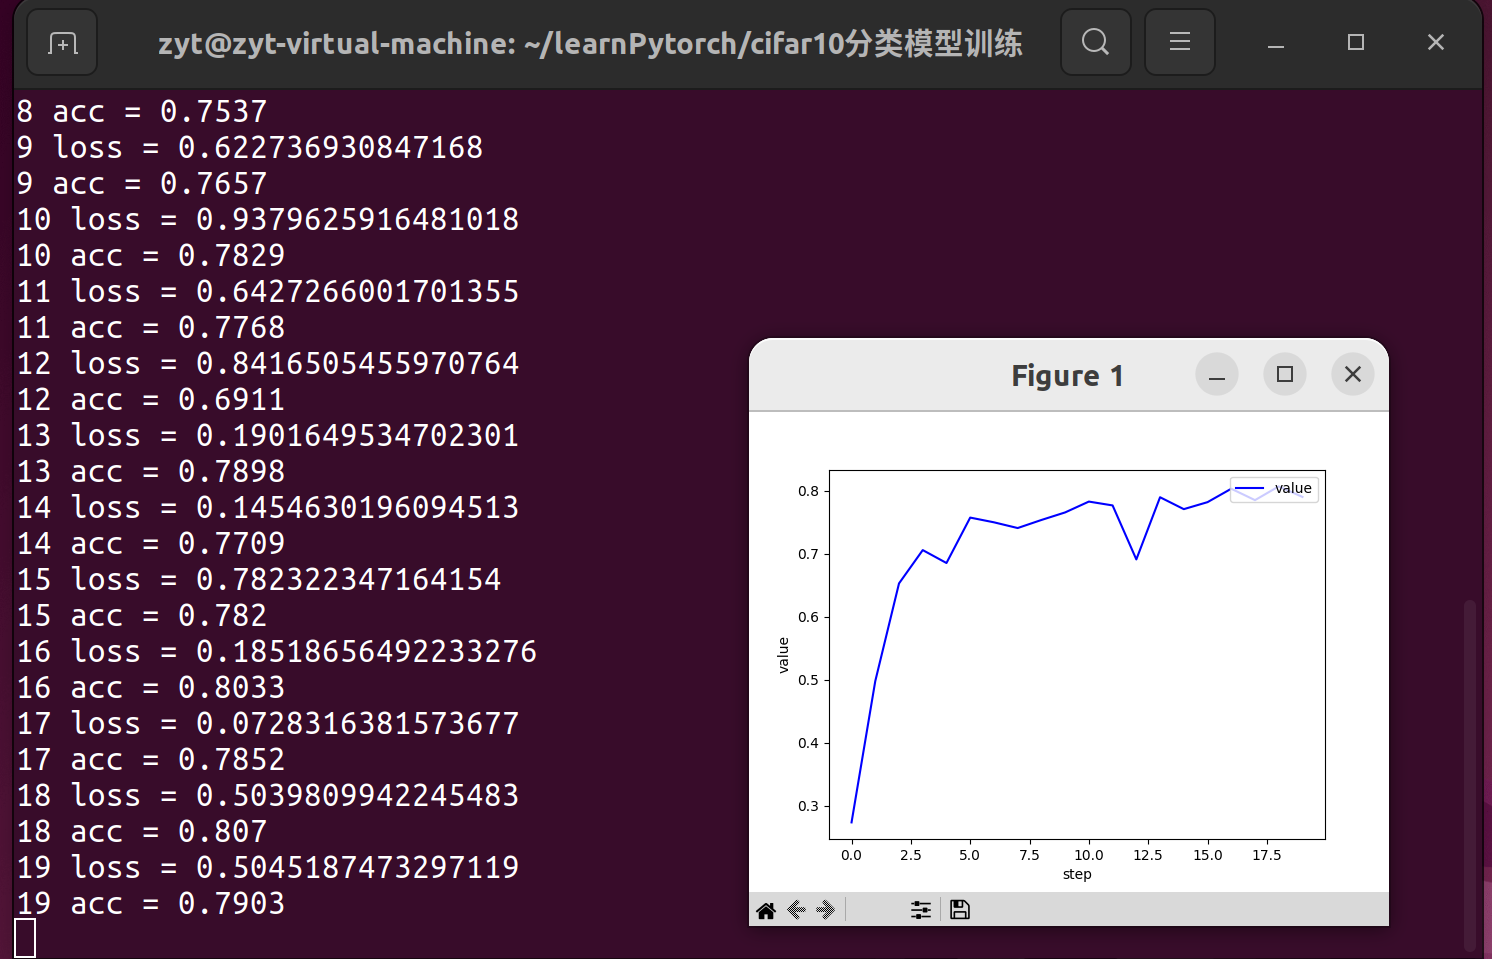 zyt@zyt-virtual-machine: ~/learnPytorch/cifar10分类模型训练
8 acc = 0.7537
9 loss = 0.622736930847168
9 acc = 0.7657
10 loss = 0.9379625916481018
10 acc = 0.7829
11 loss = 0.6427266001701355
11 acc = 0.7768
12 loss = 0.8416505455970764
12 acc = 0.6911
13 loss = 0.1901649534702301
13 acc = 0.7898
14 loss = 0.1454630196094513
14 acc = 0.7709
15 loss = 0.782322347164154
15 acc = 0.782
16 loss = 0.18518656492233276
16 acc = 0.8033
17 loss = 0.0728316381573677
17 acc = 0.7852
18 loss = 0.5039809942245483
18 acc = 0.807
19 loss = 0.5045187473297119
19 acc = 0.7903
Figure 1
value
0.8
0.7
0.6
0.5
0.4
0.3
value
0.0 2.5 5.0 7.5 10.0 12.5 15.0 17.5
step